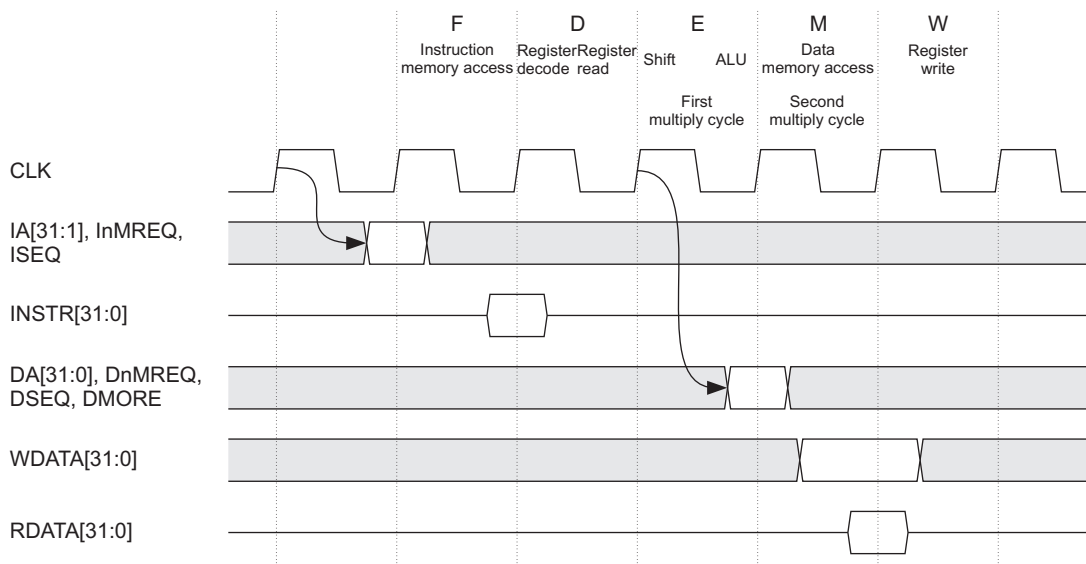 F D E M W
Instruction
memory access
RegisterRegister
decode read
Shift ALU
Data
memory access
Register
write
First
multiply cycle
Second
multiply cycle
CLK
IA[31:1], InMREQ,
ISEQ
INSTR[31:0]
DA[31:0], DnMREQ,
DSEQ, DMORE
WDATA[31:0]
RDATA[31:0]